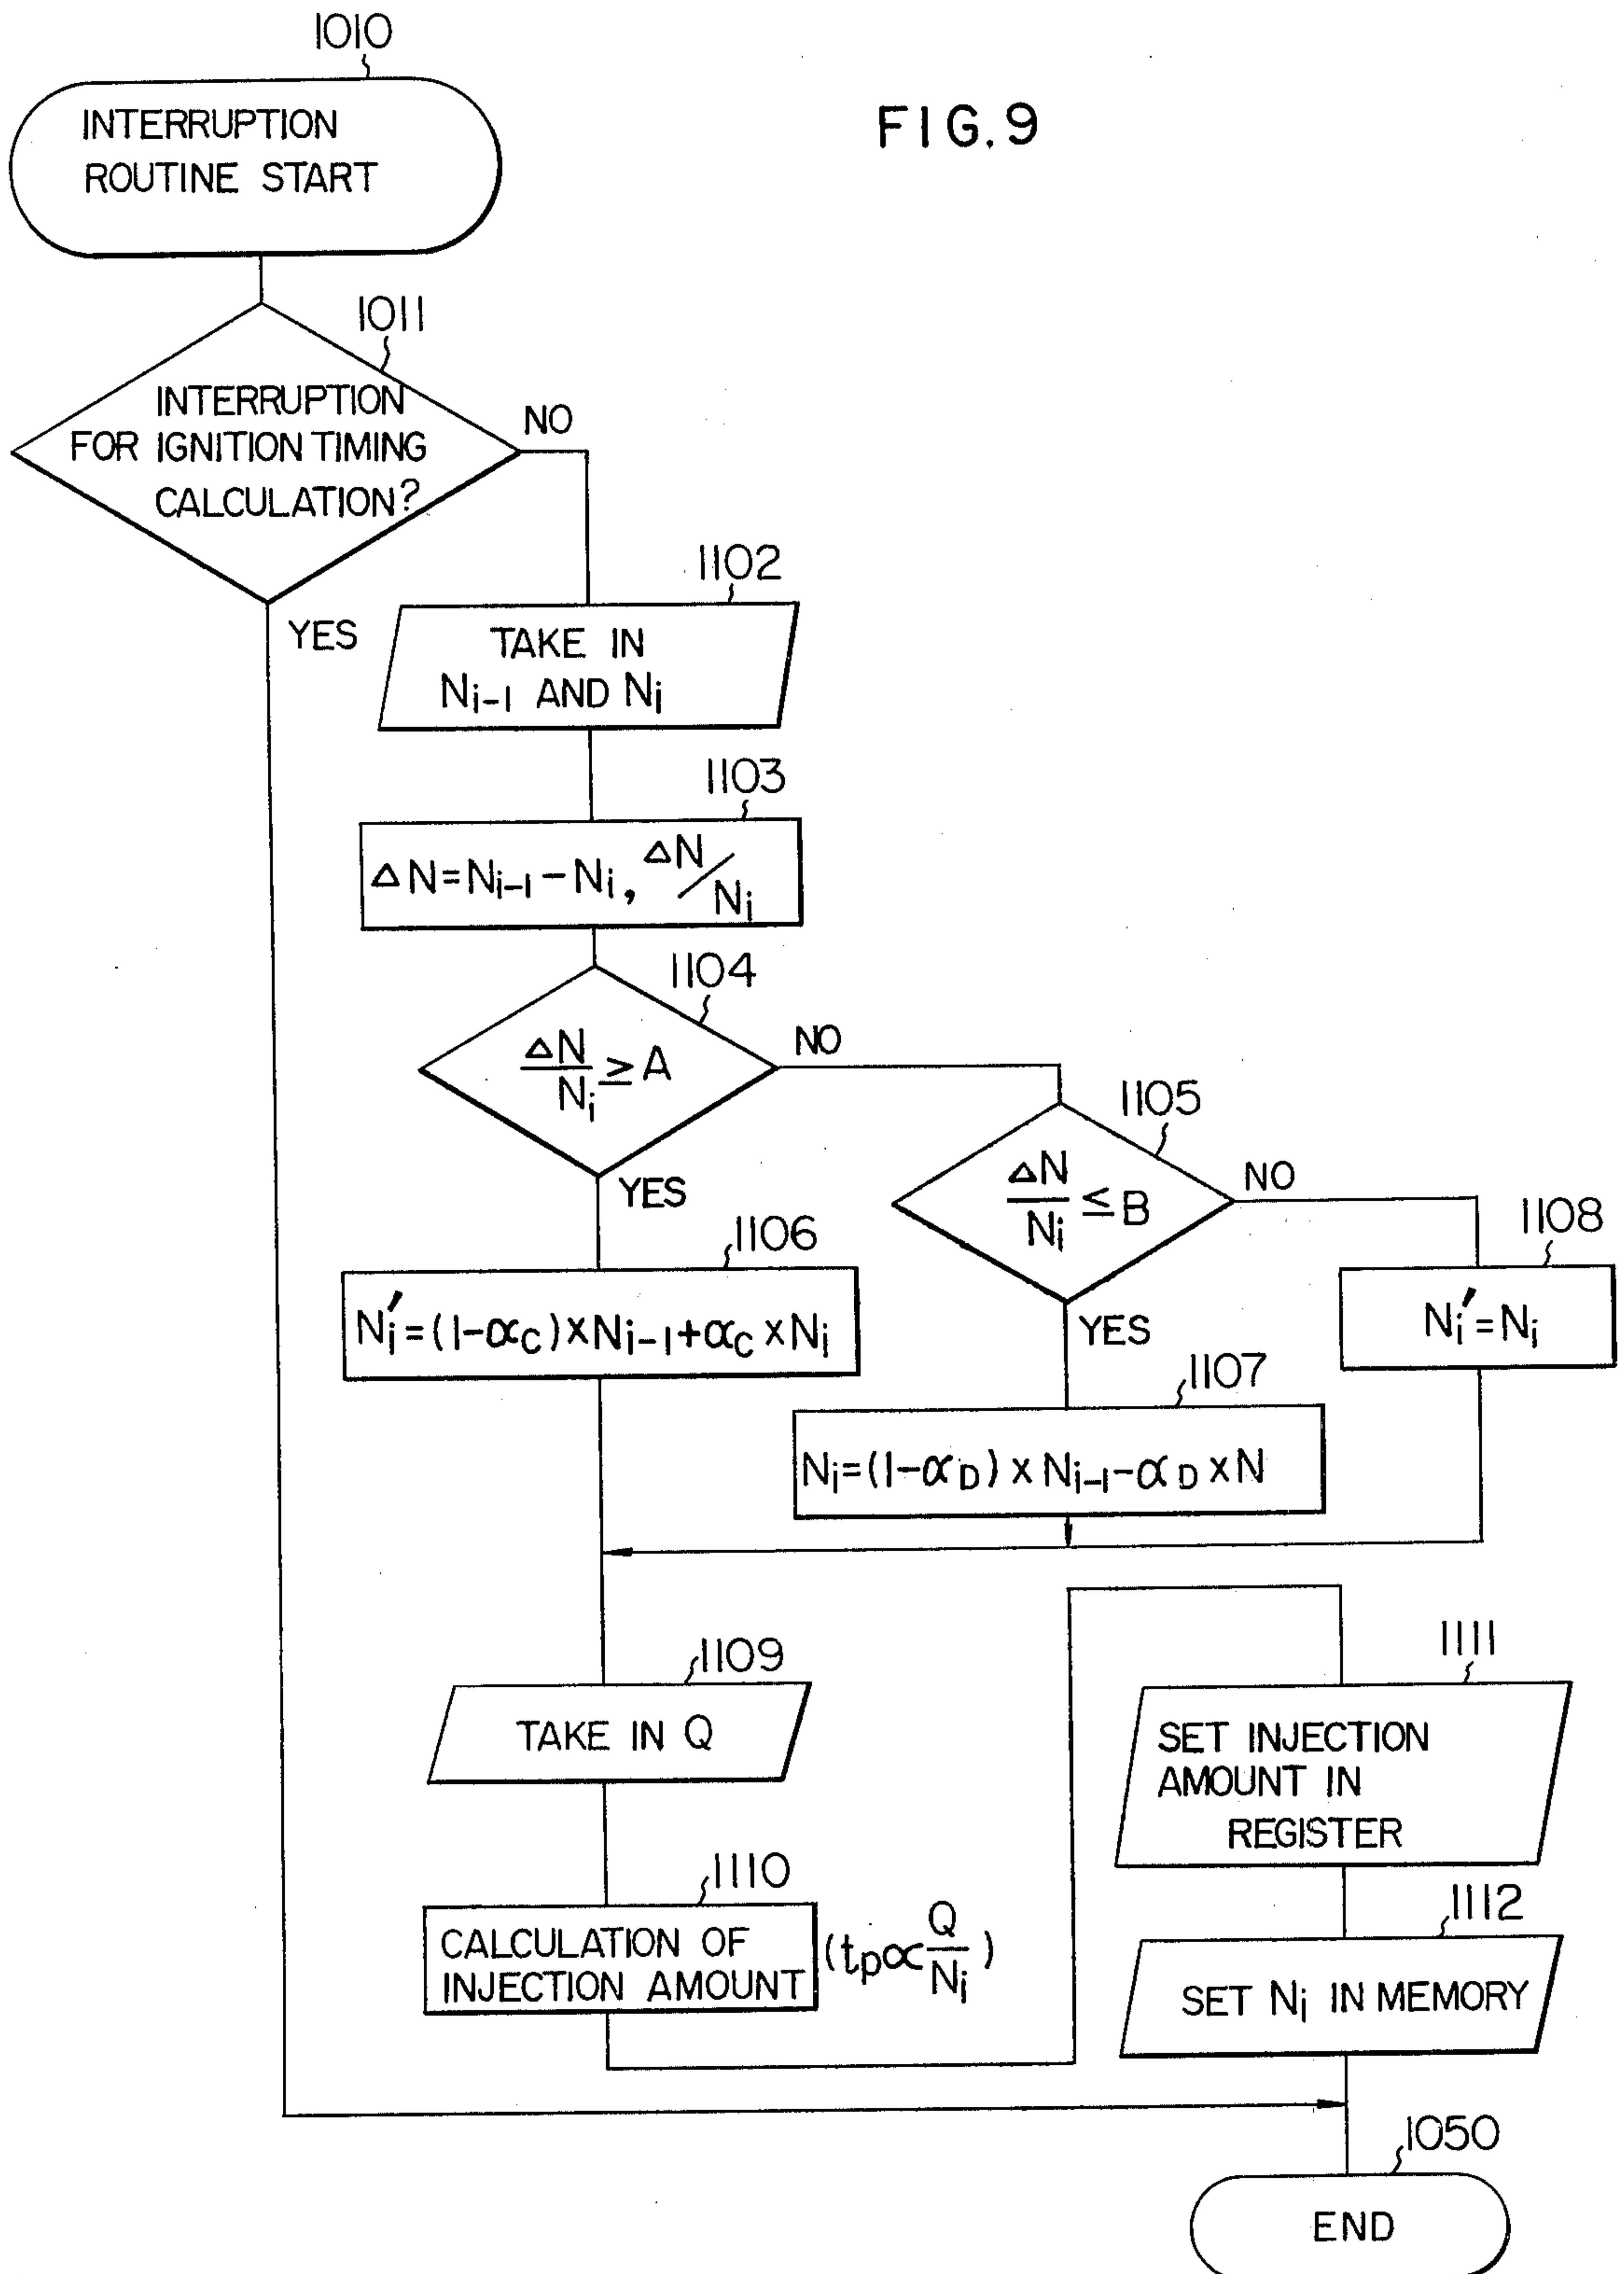 FIG. 9
1010
INTERRUPTION
ROUTINE START
1011
INTERRUPTION
FOR IGNITION TIMING
CALCULATION?
NO
YES
1102
TAKE IN
Ni-1 AND Ni
1103
ΔN=Ni-1-Ni, ΔN/Ni
1104
ΔN/Ni ≥ A
NO
YES
1105
ΔN/Ni ≤ B
NO
YES
1106
Ni'=(1-αC)×Ni-1+αC×Ni
1108
Ni'=Ni
1107
Ni=(1-αD)×Ni-1-αD×N
1109
TAKE IN Q
1110
CALCULATION OF
INJECTION AMOUNT
(tp∝Q/Ni)
1111
SET INJECTION
AMOUNT IN
REGISTER
1112
SET Ni IN MEMORY
1050
END